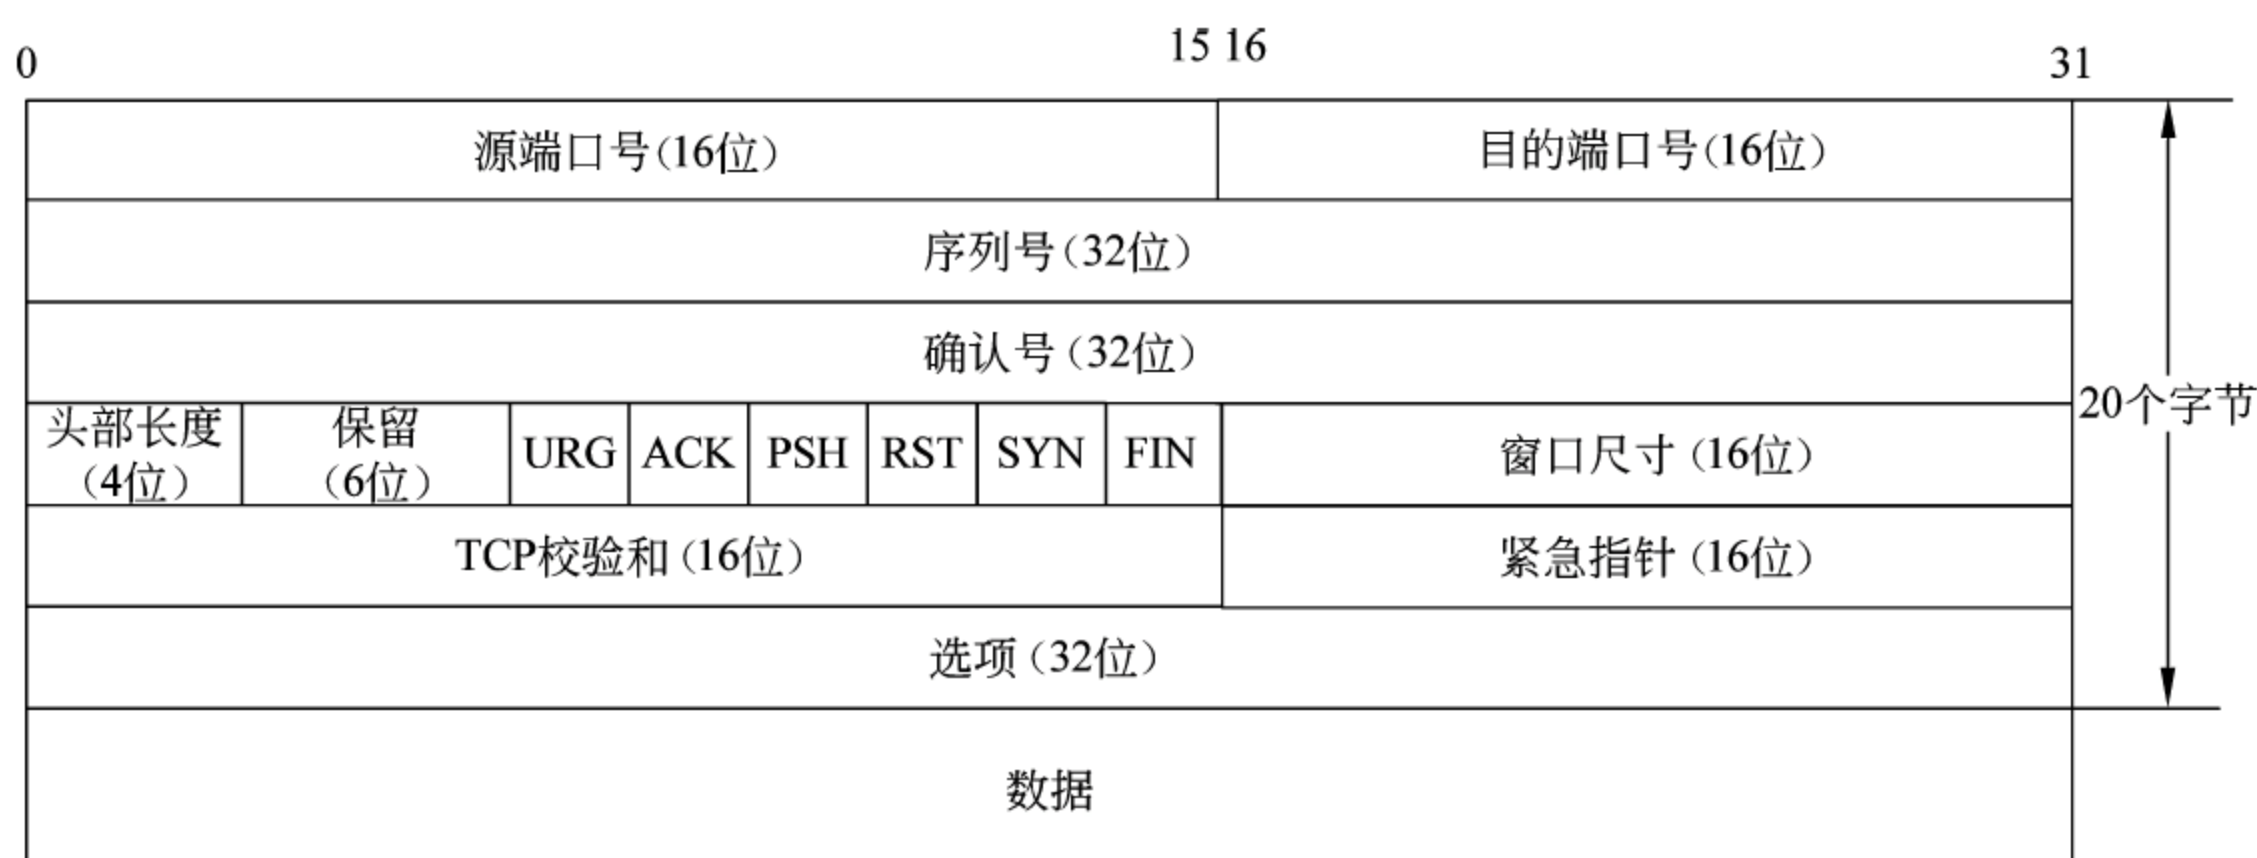 0 15 16 31
源端口号(16位) 目的端口号(16位)
序列号(32位)
确认号(32位)
20个字节
头部长度 保留 URG ACK PSH RST SYN FIN 窗口尺寸(16位)
(4位) (6位)
TCP校验和(16位) 紧急指针(16位)
选项(32位)
数据